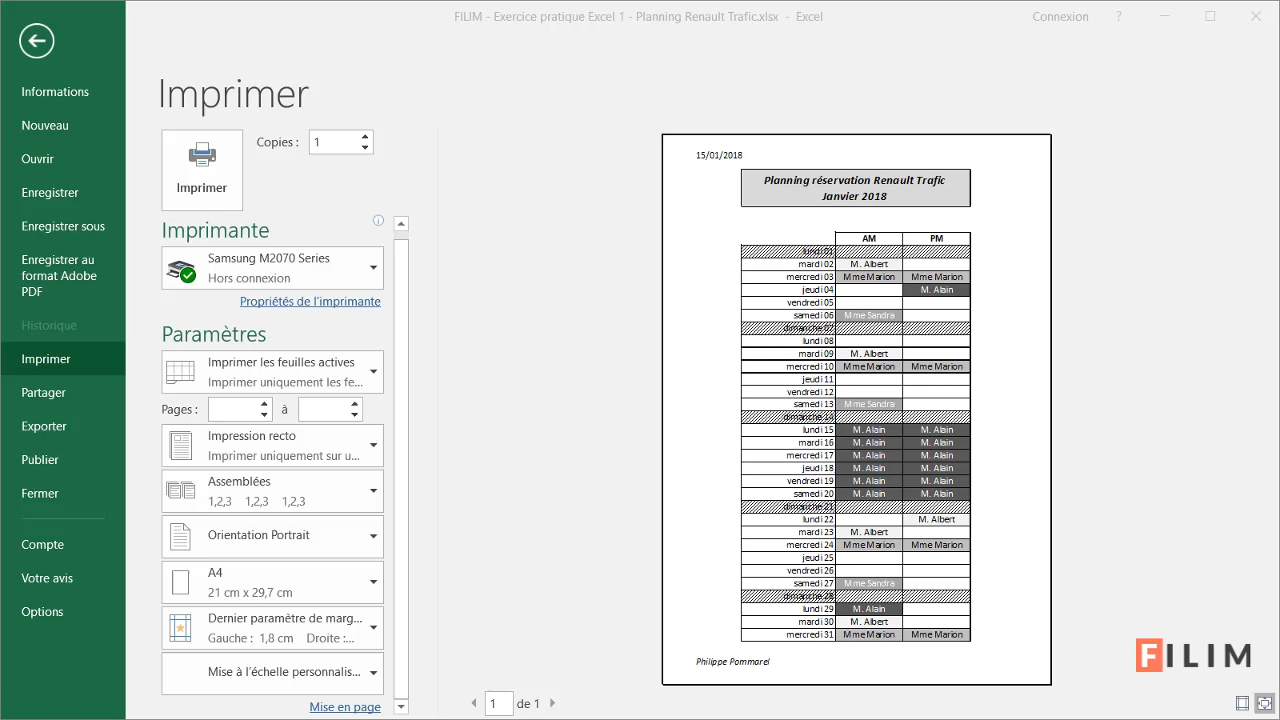 FILIM - Exercice pratique Excel 1 - Planning Renault Trafic.xlsx - Excel
Connexion ?
Informations
Nouveau
Ouvrir
Enregistrer
Enregistrer sous
Enregistrer au
format Adobe
PDF
Historique
Imprimer
Partager
Exporter
Publier
Fermer
Compte
Votre avis
Options
Imprimer
Imprimer
Copies : 1
Imprimante
Samsung M2070 Series
Hors connexion
Propriétés de l'imprimante
Paramètres
Imprimer les feuilles actives
Imprimer uniquement les fe...
Pages : à
Impression recto
Imprimer uniquement sur u...
Assemblées
1,2,3 1,2,3 1,2,3
Orientation Portrait
A4
21 cm x 29,7 cm
Dernier paramètre de marg...
Gauche : 1,8 cm Droite :...
Mise à l'échelle personnalis...
Mise en page
15/01/2018
Planning réservation Renault Trafic
Janvier 2018
AM PM
lundi 01
mardi 02 M. Albert
mercredi 03 Mme Marion Mme Marion
jeudi 04 M. Alain
vendredi 05
samedi 06 Mme Sandra
dimanche 07
lundi 08
mardi 09 M. Albert
mercredi 10 Mme Marion Mme Marion
jeudi 11
vendredi 12
samedi 13 Mme Sandra
dimanche 14
lundi 15 M. Alain M. Alain
mardi 16 M. Alain M. Alain
mercredi 17 M. Alain M. Alain
jeudi 18 M. Alain M. Alain
vendredi 19 M. Alain M. Alain
samedi 20 M. Alain M. Alain
dimanche 21
lundi 22 M. Albert
mardi 23 M. Albert
mercredi 24 Mme Marion Mme Marion
jeudi 25
vendredi 26
samedi 27 Mme Sandra
dimanche 28
lundi 29 M. Alain
mardi 30 M. Albert
mercredi 31 Mme Marion Mme Marion
Philippe Pommarel
1 de 1
FILIM